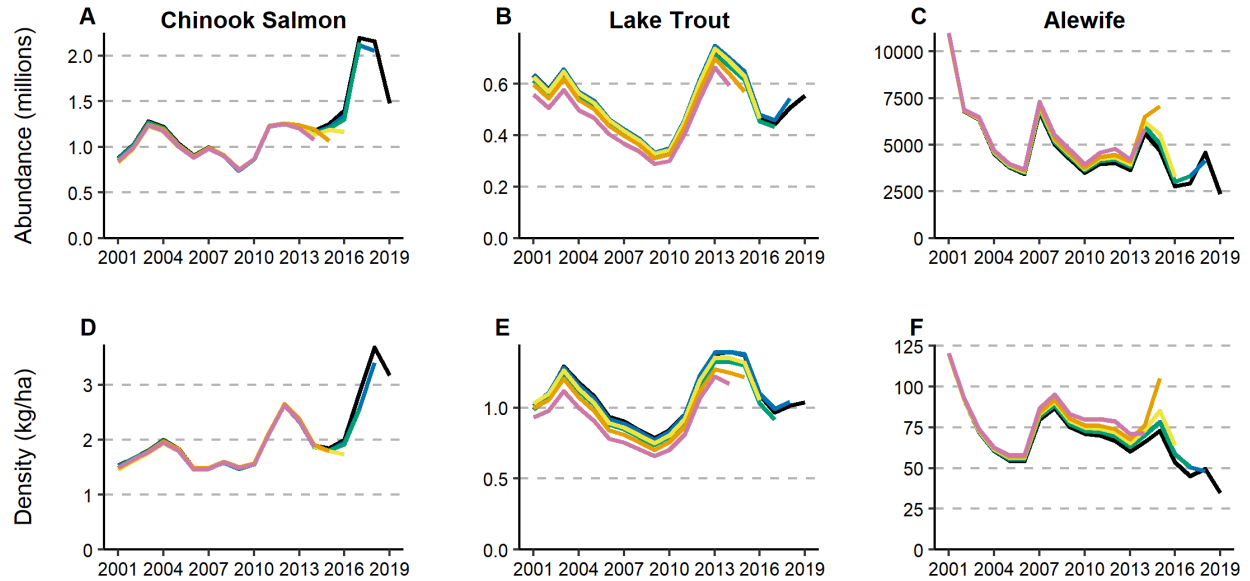 A Chinook Salmon
B Lake Trout
C Alewife
Abundance (millions)
2.0
1.5
1.0
0.5
0.0
2001 2004 2007 2010 2013 2016 2019
0.6
0.4
0.2
0.0
2001 2004 2007 2010 2013 2016 2019
10000
7500
5000
2500
0
2001 2004 2007 2010 2013 2016 2019
D
E
F
Density (kg/ha)
3
2
1
0
2001 2004 2007 2010 2013 2016 2019
1.0
0.5
0.0
2001 2004 2007 2010 2013 2016 2019
125
100
75
50
25
0
2001 2004 2007 2010 2013 2016 2019